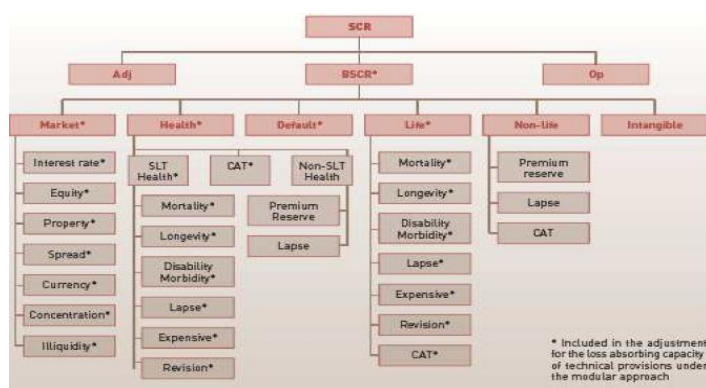 SCR
Adj
BSCR*
Op
Market*
Health*
Default*
Life*
Non-life
Intangible
Interest rate*
Equity*
Property*
Spread*
Currency*
Concentration*
Illiquidity*
SLT
Health*
CAT*
Non-SLT
Health
Mortality*
Longevity*
Disability
Morbidity*
Lapse*
Expensive*
Revision*
Premium
Reserve
Lapse
Mortality*
Longevity*
Disability
Morbidity*
Lapse*
Expensive*
Revision*
CAT*
Premium
reserve
Lapse
CAT
* Included in the adjustment
for the loss absorbing capacity
of technical provisions under
the modular approach